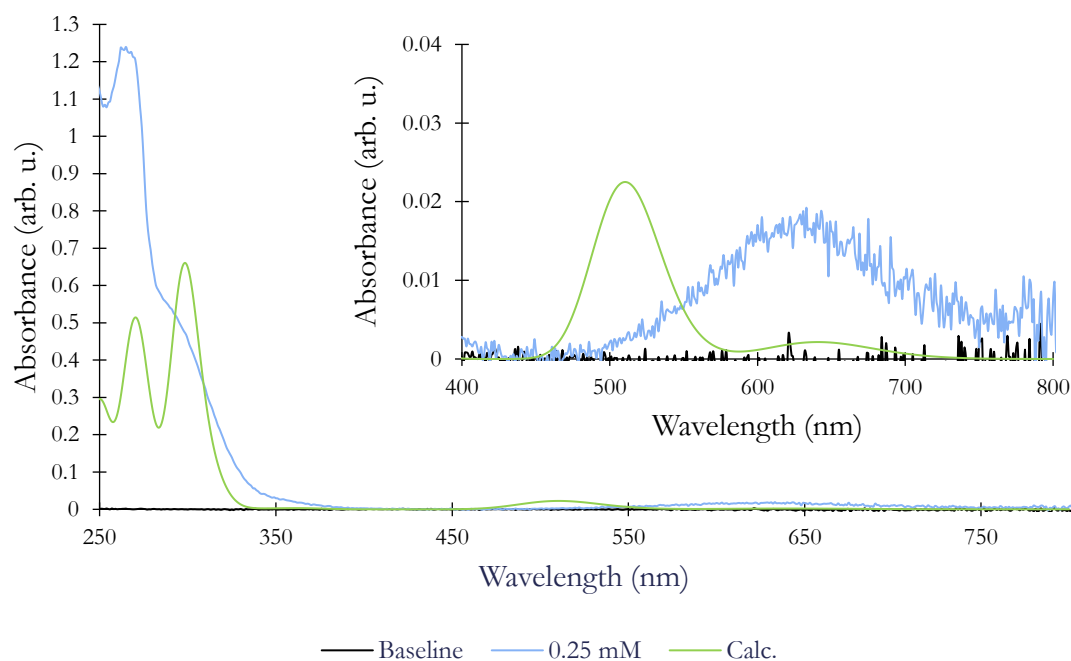 1.3
1.2
1.1
1
0.9
0.8
0.7
0.6
0.5
0.4
0.3
0.2
0.1
0
Absorbance (arb. u.)
250 350 450 550 650 750
Wavelength (nm)
0.04
0.03
0.02
0.01
0
Absorbance (arb. u.)
400 500 600 700 800
Wavelength (nm)
Baseline 0.25 mM Calc.